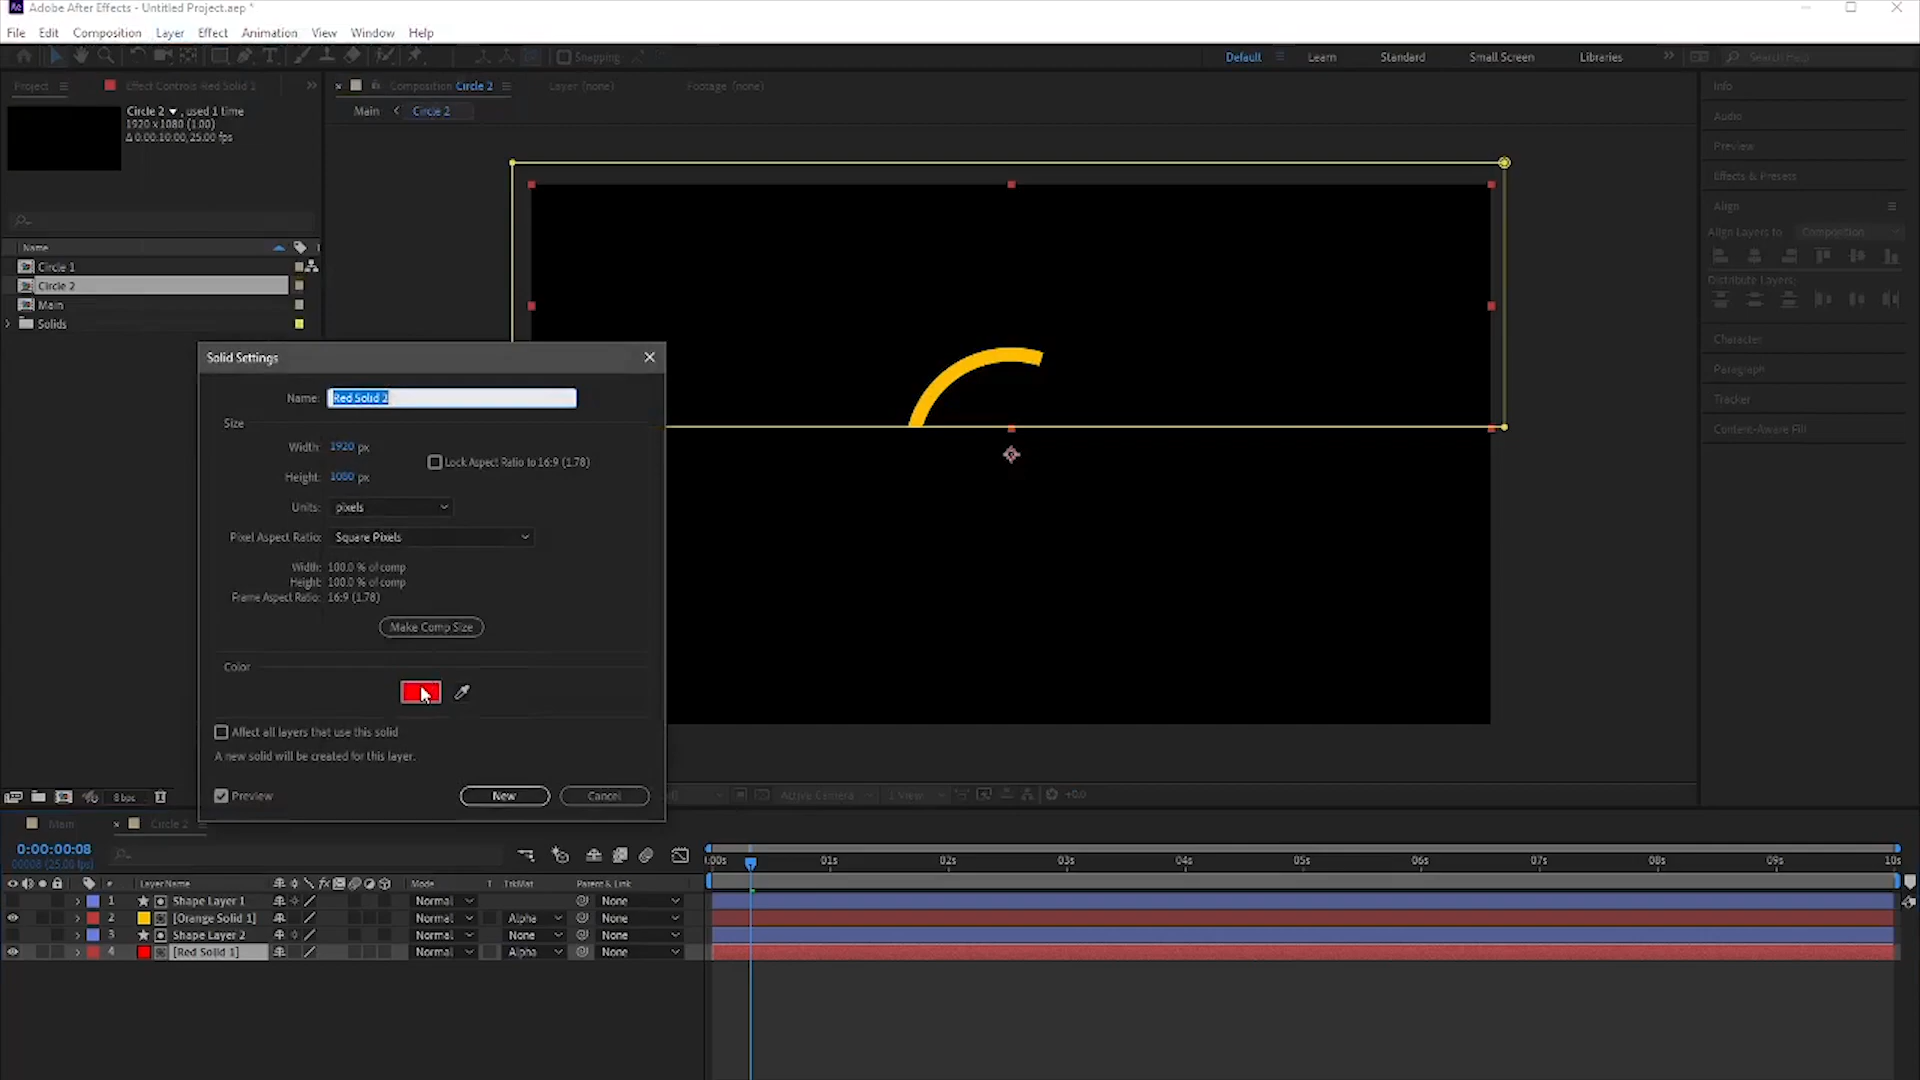 Adobe After Effects - Untitled Project.aep *
File Edit Composition Layer Effect Animation View Window Help
Snapping
Default Learn Standard Small Screen Libraries Search Help
Project Effect Controls Red Solid 1
Composition Circle 2 Layer (none) Footage (none)
Circle 2 , used 1 time
1920 x 1080 (1.00)
Δ 0:00:10:00, 25.00 fps
Main Circle 2
Info
Audio
Preview
Effects & Presets
Align
Align Layers to: Composition
Distribute Layers:
Character
Paragraph
Tracker
Content-Aware Fill
Name
Circle 1
Circle 2
Main
Solids
Solid Settings
Name: Red Solid 2
Size
Width: 1920 px
Lock Aspect Ratio to 16:9 (1.78)
Height: 1080 px
Units: pixels
Pixel Aspect Ratio: Square Pixels
Width: 100.0 % of comp
Height: 100.0 % of comp
Frame Aspect Ratio: 16:9 (1.78)
Make Comp Size
Color
Affect all layers that use this solid
A new solid will be created for this layer.
Preview New Cancel
8 bpc
Active Camera 1 View +0.0
Main Circle 2
0:00:00:08
00008 (25.00 fps)
:00s 01s 02s 03s 04s 05s 06s 07s 08s 09s 10s
# Layer Name fx Mode T TrkMat Parent & Link
1 Shape Layer 1 Normal None
2 [Orange Solid 1] Normal Alpha None
3 Shape Layer 2 Normal None None
4 [Red Solid 1] Normal Alpha None